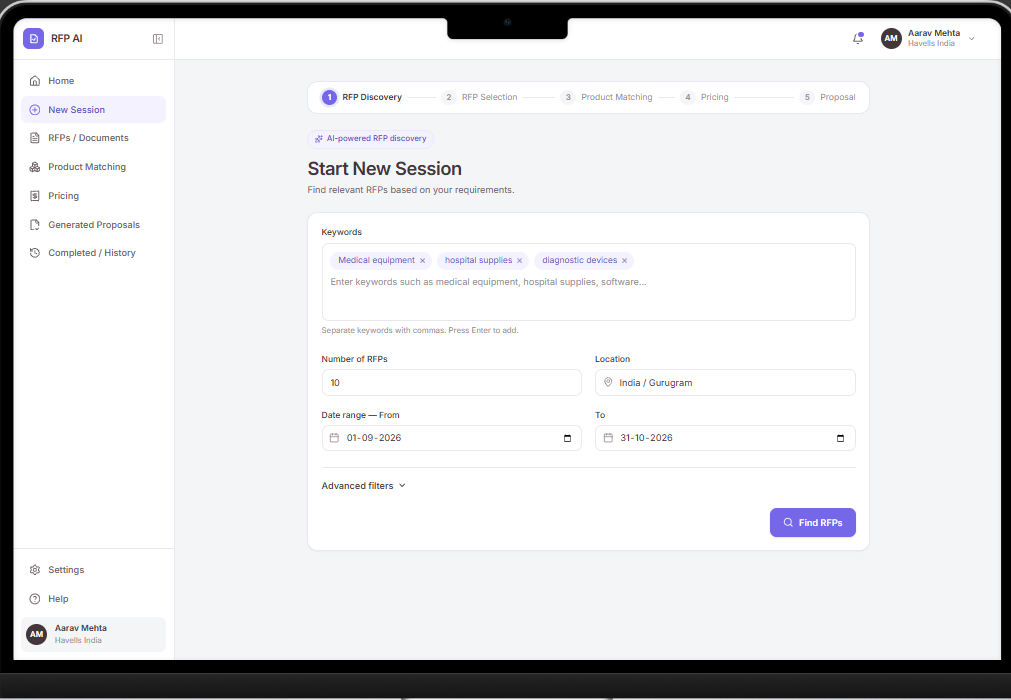 RFP AI
Home
New Session
RFPs / Documents
Product Matching
Pricing
Generated Proposals
Completed / History
Settings
Help
AM
Aarav Mehta
Havells India
AM
Aarav Mehta
Havells India
1 RFP Discovery 2 RFP Selection 3 Product Matching 4 Pricing 5 Proposal
AI-powered RFP discovery
Start New Session
Find relevant RFPs based on your requirements.
Keywords
Medical equipment × hospital supplies × diagnostic devices ×
Enter keywords such as medical equipment, hospital supplies, software...
Separate keywords with commas. Press Enter to add.
Number of RFPs
10
Location
India / Gurugram
Date range — From
01-09-2026
To
31-10-2026
Advanced filters
Find RFPs